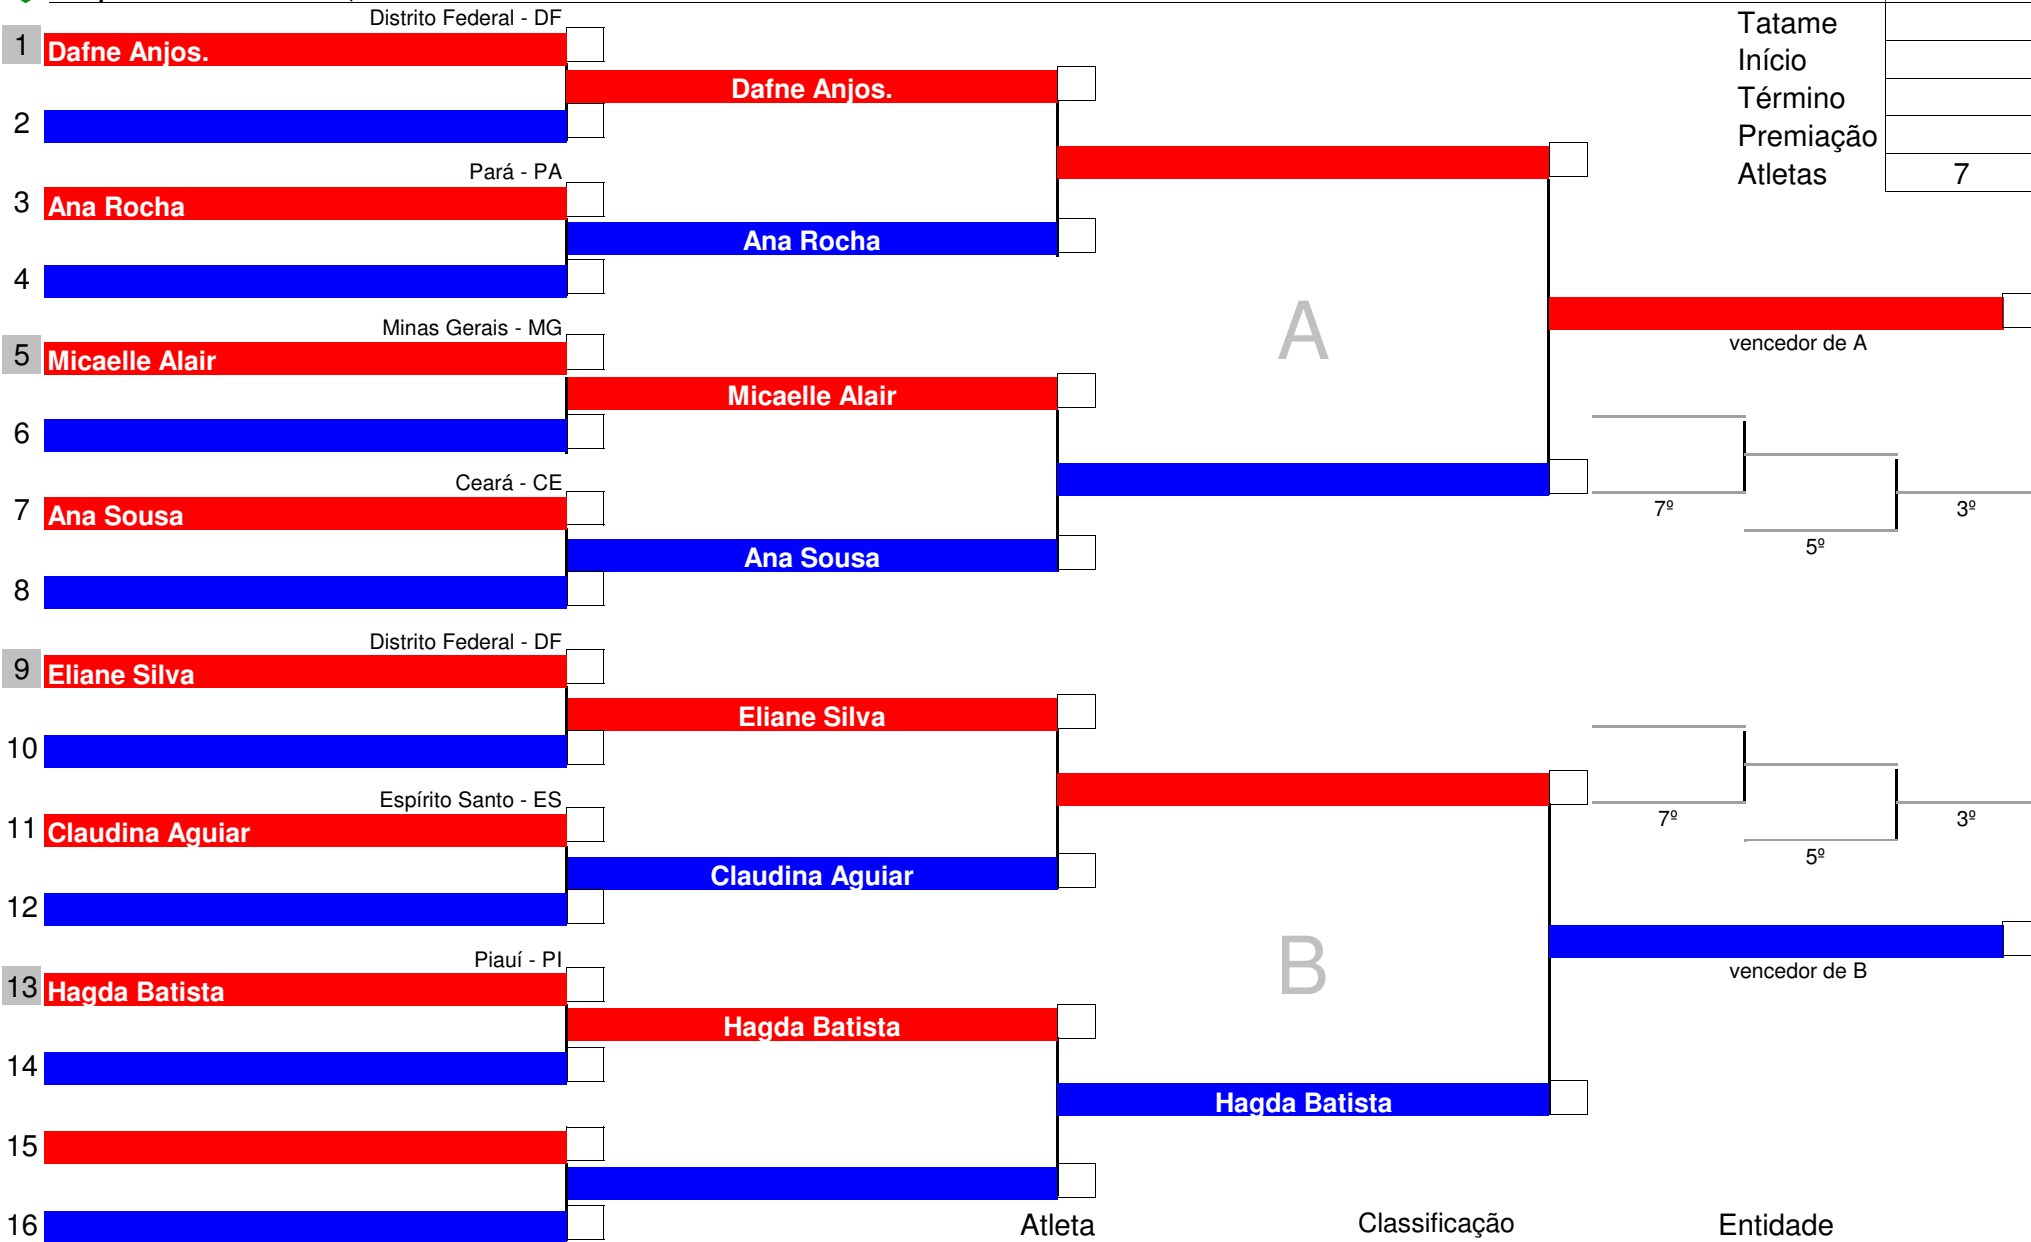 Distrito Federal - DF
Tatame
1 Dafne Anjos.
Início
Dafne Anjos.
Término
2
Premiação
Pará - PA
Atletas 7
3 Ana Rocha
Ana Rocha
4
A
Minas Gerais - MG
vencedor de A
5 Micaelle Alair
Micaelle Alair
6
Ceará - CE
7º
3º
7 Ana Sousa
5º
Ana Sousa
8
Distrito Federal - DF
9 Eliane Silva
Eliane Silva
10
Espírito Santo - ES
7º
3º
11 Claudina Aguiar
5º
Claudina Aguiar
12
Piauí - PI
B
vencedor de B
13 Hagda Batista
Hagda Batista
14
Hagda Batista
15
16
Atleta Classificação Entidade